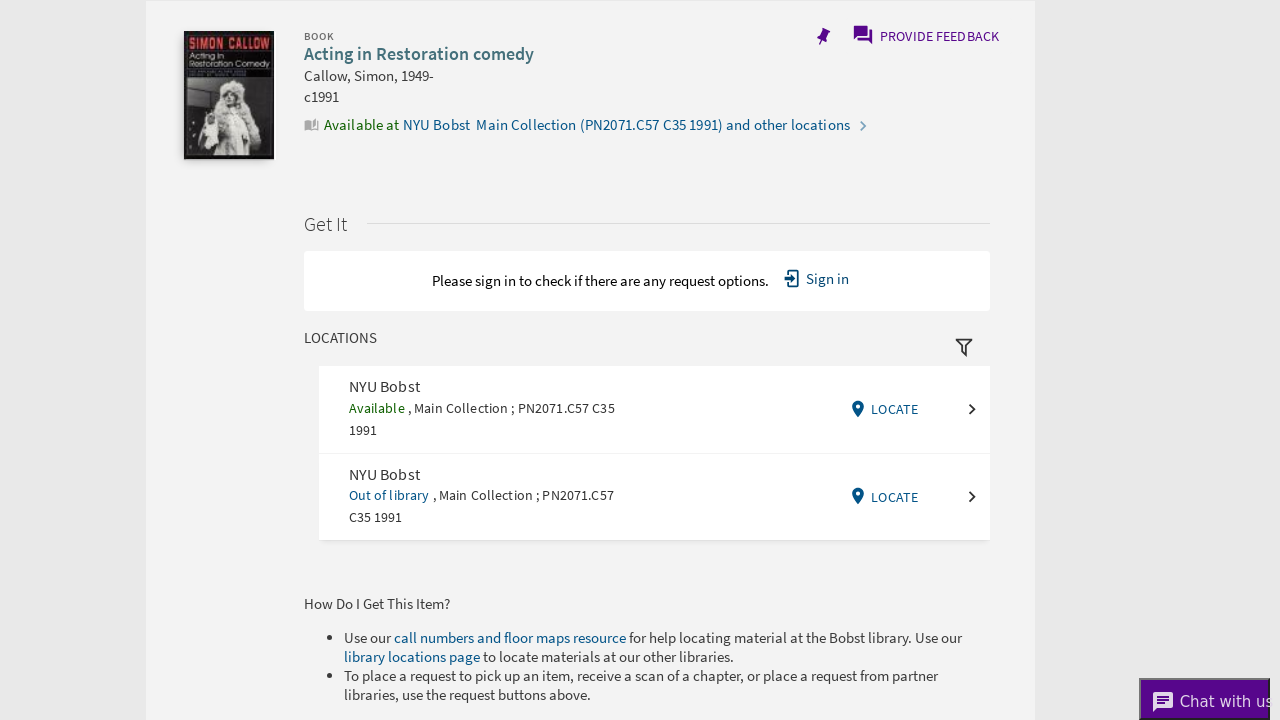 SIMON CALLOW
Acting in
Restoration Comedy
BOOK
Acting in Restoration comedy
Callow, Simon, 1949-
c1991
Available at NYU Bobst Main Collection (PN2071.C57 C35 1991) and other locations
PROVIDE FEEDBACK
Get It
Please sign in to check if there are any request options. Sign in
LOCATIONS
NYU Bobst
Available , Main Collection ; PN2071.C57 C35
1991
LOCATE
NYU Bobst
Out of library , Main Collection ; PN2071.C57
C35 1991
LOCATE
How Do I Get This Item?
Use our call numbers and floor maps resource for help locating material at the Bobst library. Use our
library locations page to locate materials at our other libraries.
To place a request to pick up an item, receive a scan of a chapter, or place a request from partner
libraries, use the request buttons above.
Chat with us